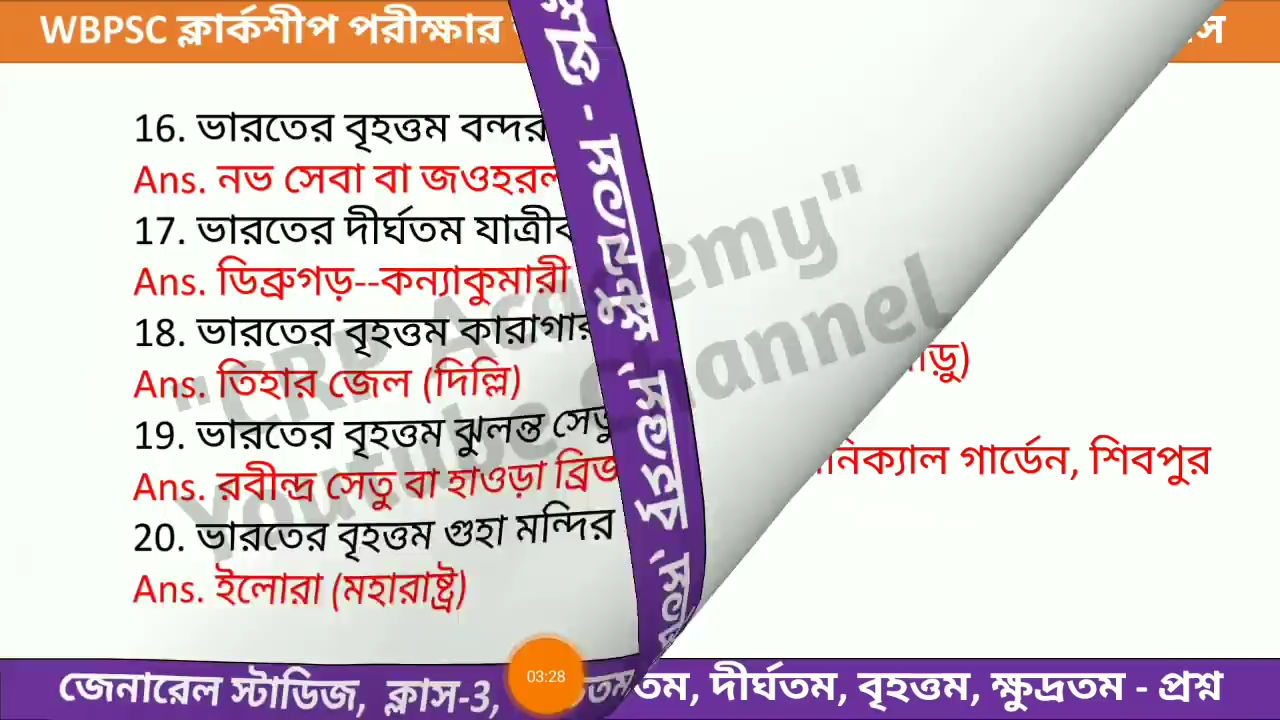 WBPSC ক্লার্কশীপ পরীক্ষার
16. ভারতের বৃহত্তম বন্দর
Ans. নভ সেবা বা
17. ভারতের দীর্ঘতম
Ans. ডিব্রুগড়--কন্যাকুমারী
18. ভারতের বৃহত্তম কারাগার
Ans. তিহার জেল (দিল্লি)
19. ভারতের বৃহত্তম ঝুলন্ত সেতু
Ans. রবীন্দ্র সেতু বা হাওড়া ব্রিজ
গার্ডেন, শিবপুর
20. ভারতের বৃহত্তম গুহা মন্দির
Ans. ইলোরা (মহারাষ্ট্র)
"CRP Academy"
Youtube Channel
জেনারেল স্টাডিজ, ক্লাস-3, দীর্ঘতম, বৃহত্তম, ক্ষুদ্রতম - প্রশ্ন
03:28